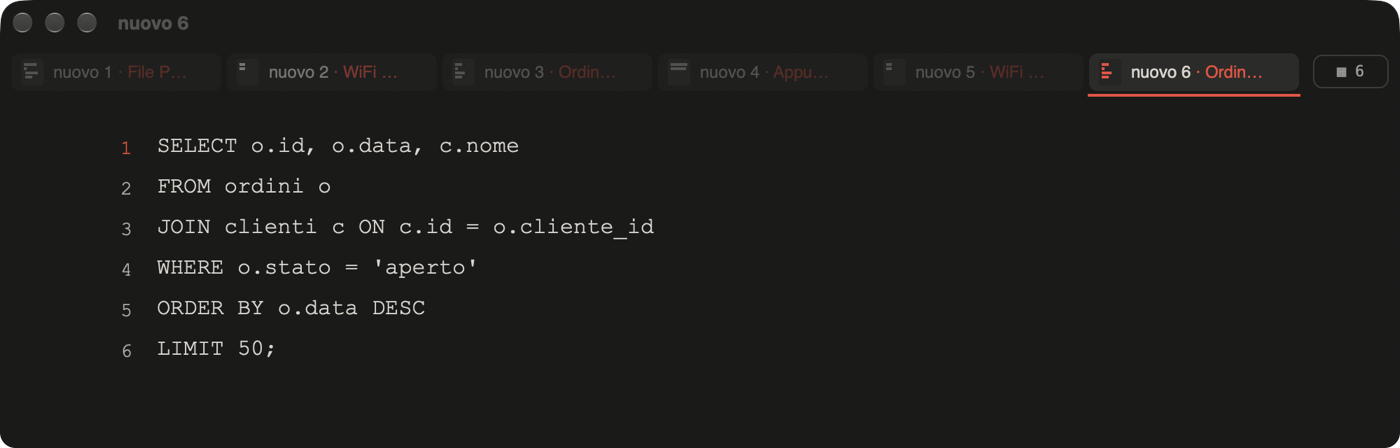 nuovo 6
nuovo 1 · File P...
nuovo 2 · WiFi ...
nuovo 3 · Ordin...
nuovo 4 · Appu...
nuovo 5 · WiFi ...
nuovo 6 · Ordin...
6
1 SELECT o.id, o.data, c.nome
2 FROM ordini o
3 JOIN clienti c ON c.id = o.cliente_id
4 WHERE o.stato = 'aperto'
5 ORDER BY o.data DESC
6 LIMIT 50;